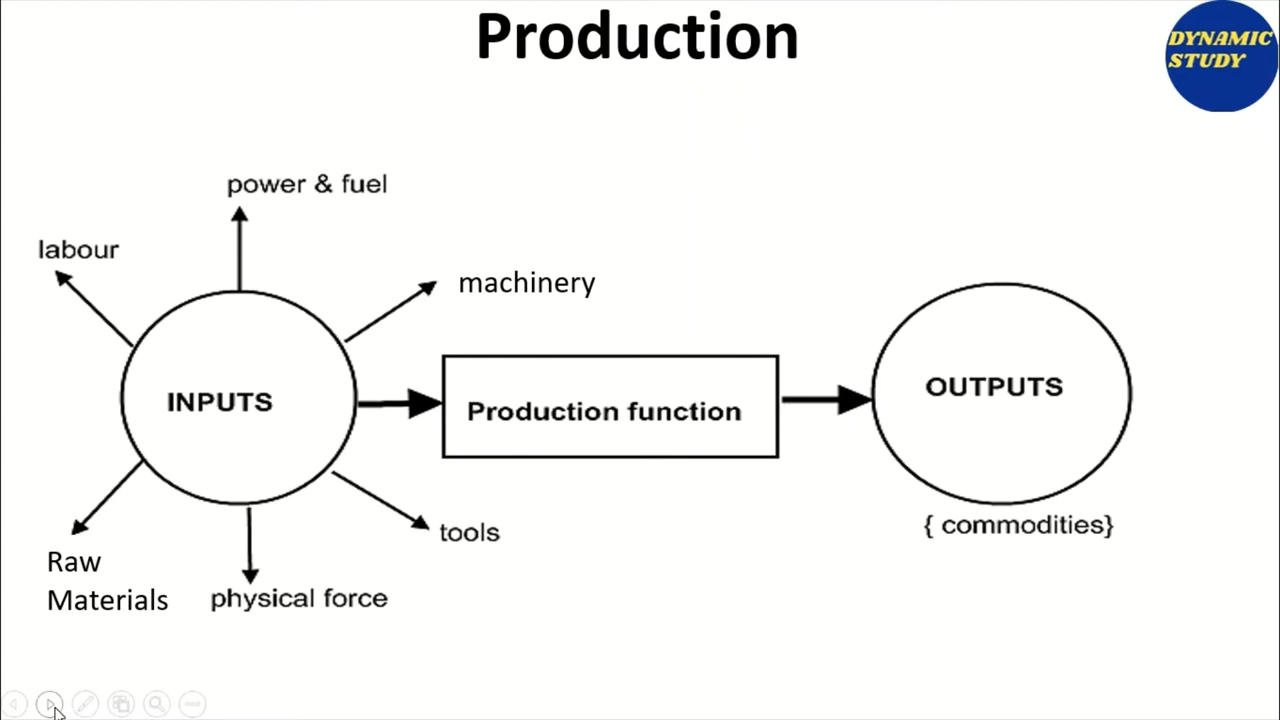 Production
DYNAMIC
STUDY
power & fuel
labour
machinery
INPUTS
Production function
OUTPUTS
tools
{ commodities}
Raw
Materials
physical force